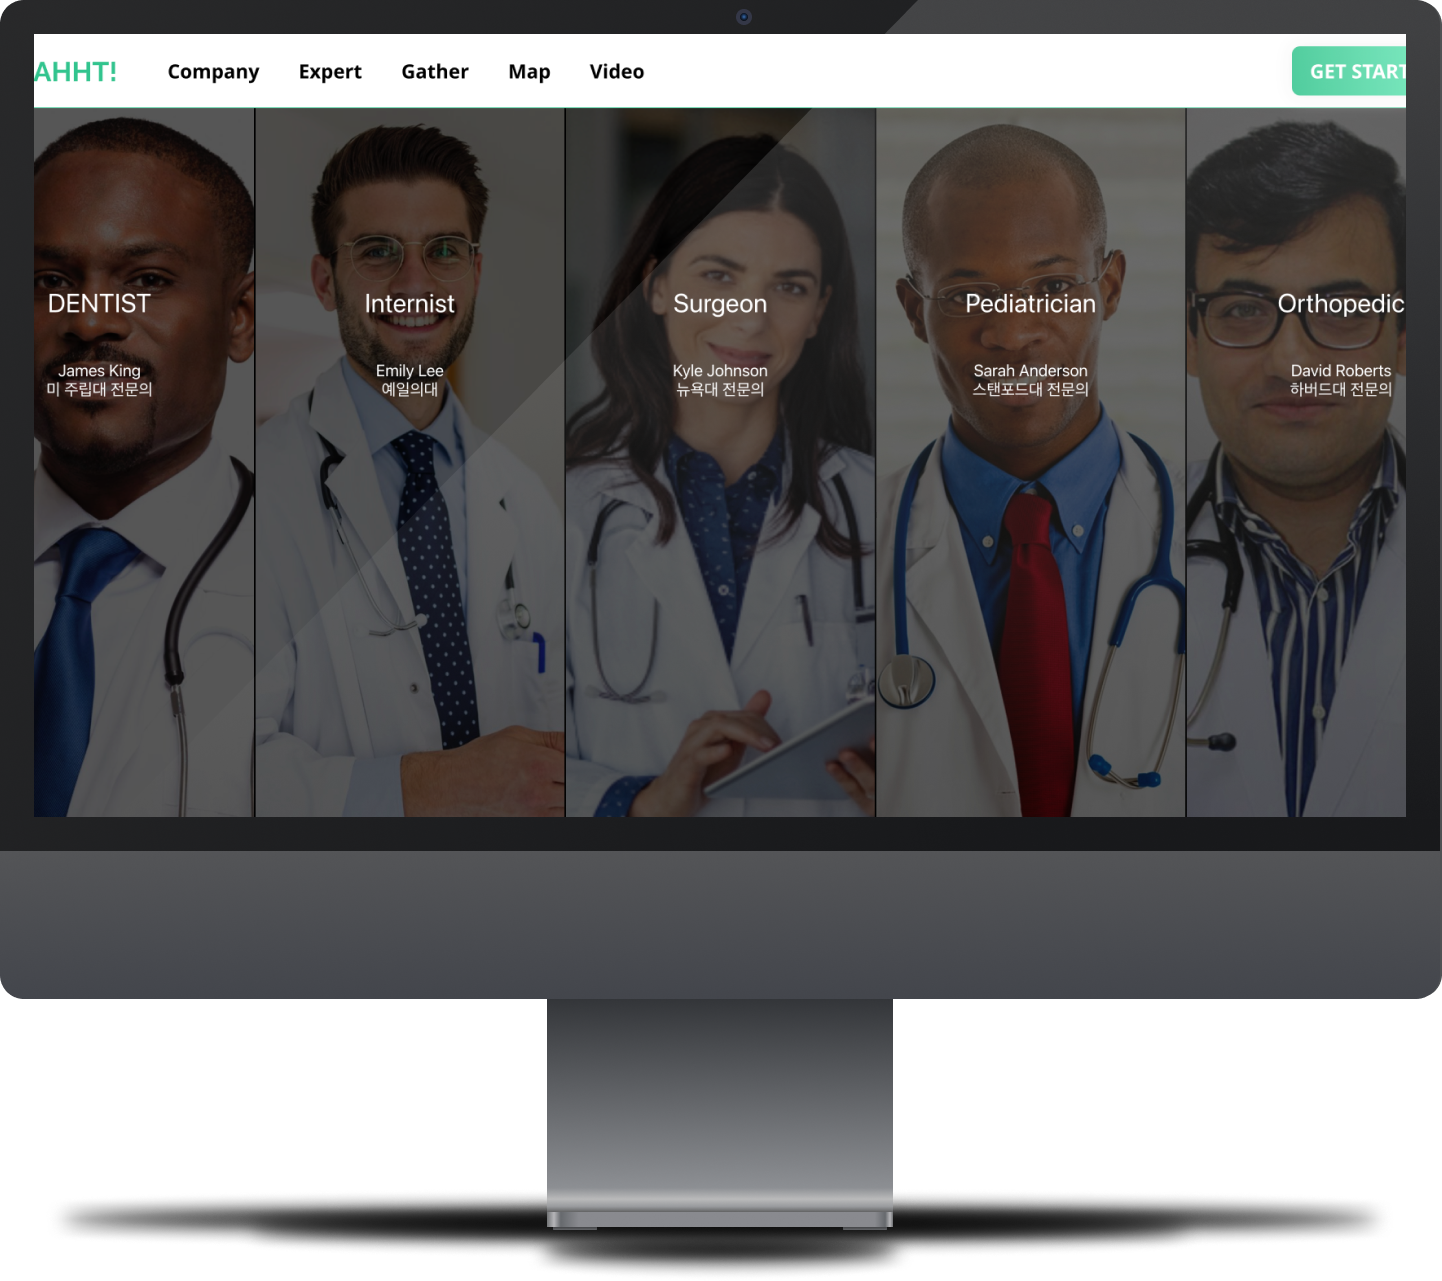 AHHT!
Company
Expert
Gather
Map
Video
GET START
DENTIST
James King
미 주립대 전문의
Internist
Emily Lee
예일의대
Surgeon
Kyle Johnson
뉴욕대 전문의
Pediatrician
Sarah Anderson
스탠포드대 전문의
Orthopedic
David Roberts
하버드대 전문의